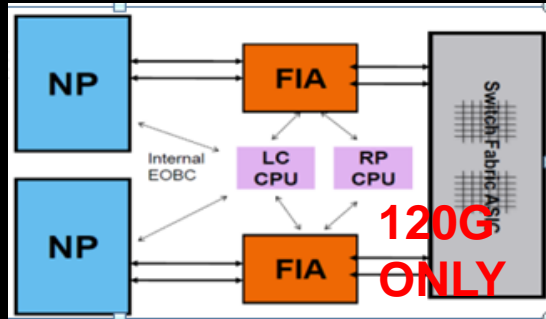 NP
FIA
Switch Fabric ASIC
Internal
EOBC
LC
CPU
RP
CPU
NP
FIA
120G
ONLY